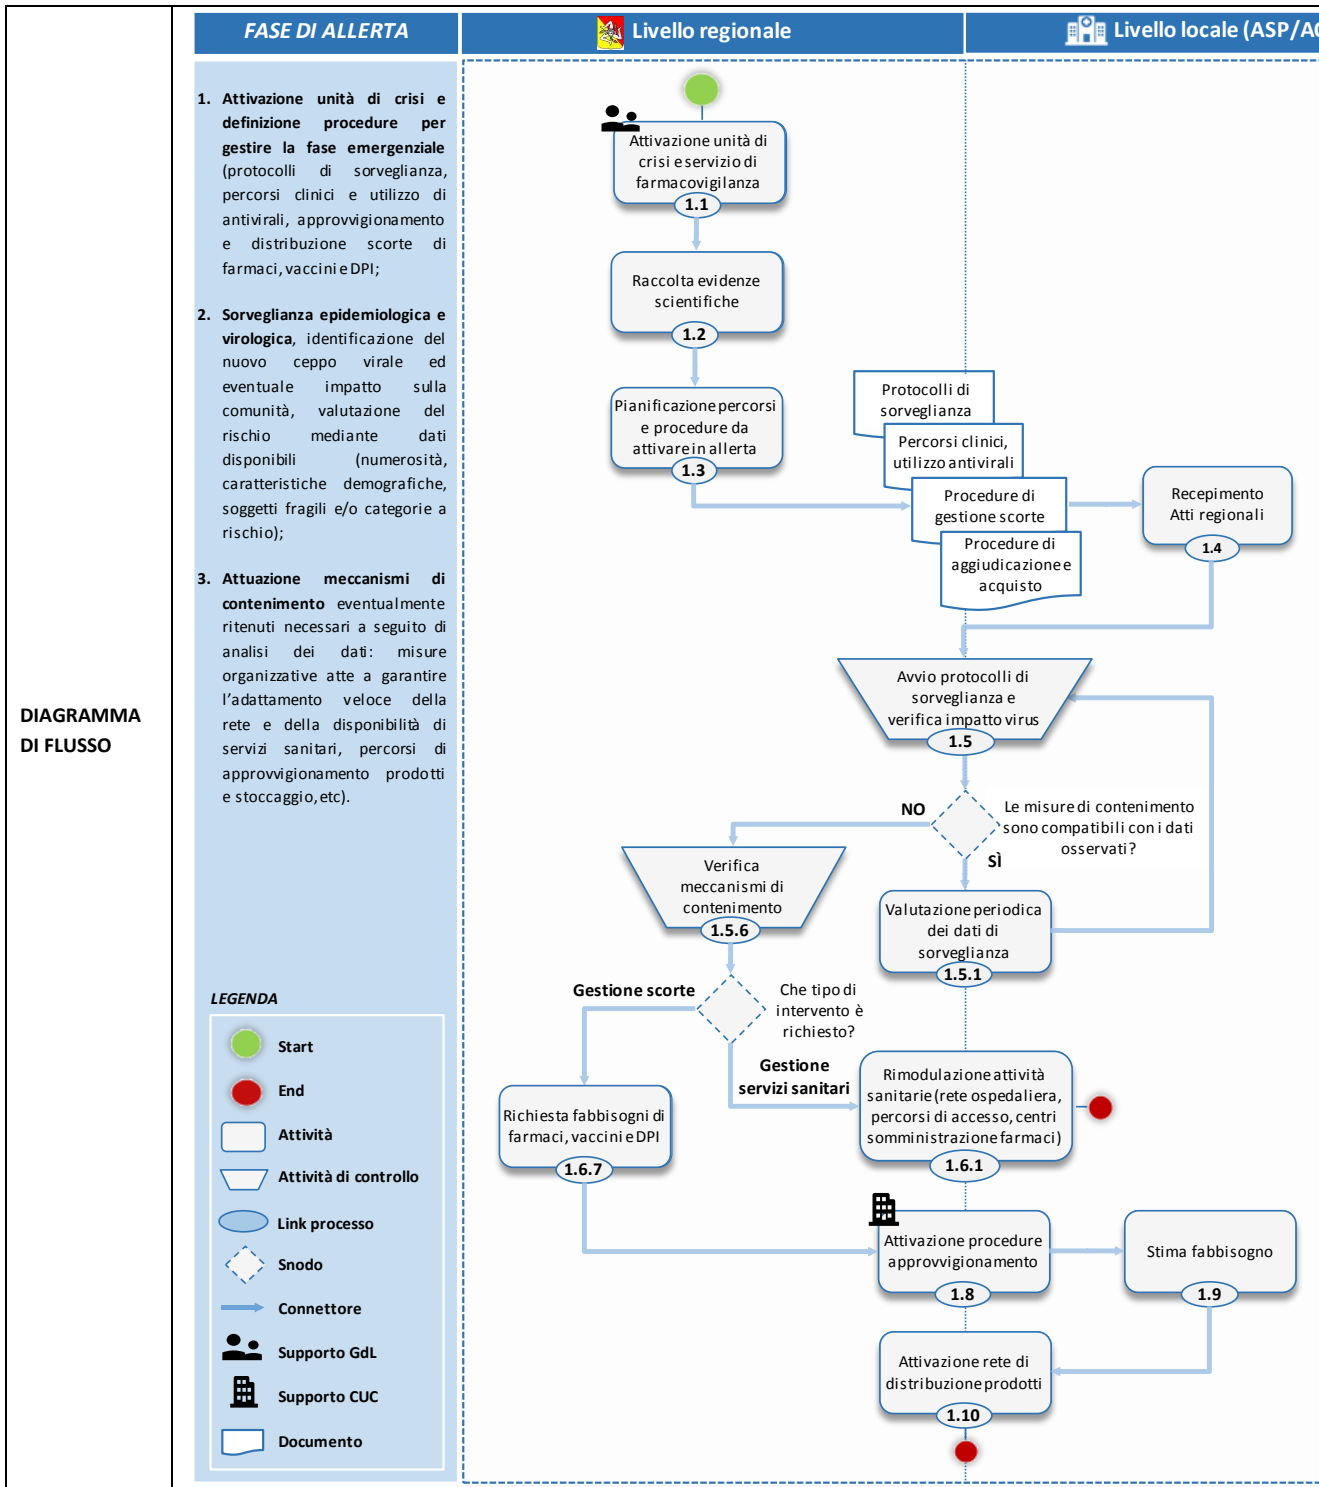 DIAGRAMMA
DI FLUSSO
FASE DI ALLERTA
1. Attivazione unità di crisi e
definizione procedure per
gestire la fase emergenziale
(protocolli di sorveglianza,
percorsi clinici e utilizzo di
antivirali, approvvigionamento
e distribuzione scorte di
farmaci, vaccini e DPI;
2. Sorveglianza epidemiologica e
virologica, identificazione del
nuovo ceppo virale ed
eventuale impatto sulla
comunità, valutazione del
rischio mediante dati
disponibili (numerosità,
caratteristiche demografiche,
soggetti fragili e/o categorie a
rischio);
3. Attuazione meccanismi di
contenimento eventualmente
ritenuti necessari a seguito di
analisi dei dati: misure
organizzative atte a garantire
l'adattamento veloce della
rete e della disponibilità di
servizi sanitari, percorsi di
approvvigionamento prodotti
e stoccaggio, etc).
LEGENDA
Start
End
Attività
Attività di controllo
Link processo
Snodo
Connettore
Supporto GdL
Supporto CUC
Documento
Livello regionale
Livello locale (ASP/AO
Attivazione unità di
crisi e servizio di
farmacovigilanza
1.1
Raccolta evidenze
scientifiche
1.2
Pianificazione percorsi
e procedure da
attivare in allerta
1.3
Protocolli di
sorveglianza
Percorsi clinici,
utilizzo antivirali
Procedure di
gestione scorte
Procedure di
aggiudicazione e
acquisto
Recepimento
Atti regionali
1.4
Avvio protocolli di
sorveglianza e
verifica impatto virus
1.5
Le misure di contenimento
sono compatibili con i dati
osservati?
NO
SÌ
Verifica
meccanismi di
contenimento
1.5.6
Valutazione periodica
dei dati di
sorveglianza
1.5.1
Che tipo di
intervento è
richiesto?
Gestione scorte
Gestione
servizi sanitari
Richiesta fabbisogni di
farmaci, vaccini e DPI
1.6.7
Rimodulazione attività
sanitarie (rete ospedaliera,
percorsi di accesso, centri
somministrazione farmaci)
1.6.1
Attivazione procedure
approvvigionamento
1.8
Stima fabbisogno
1.9
Attivazione rete di
distribuzione prodotti
1.10